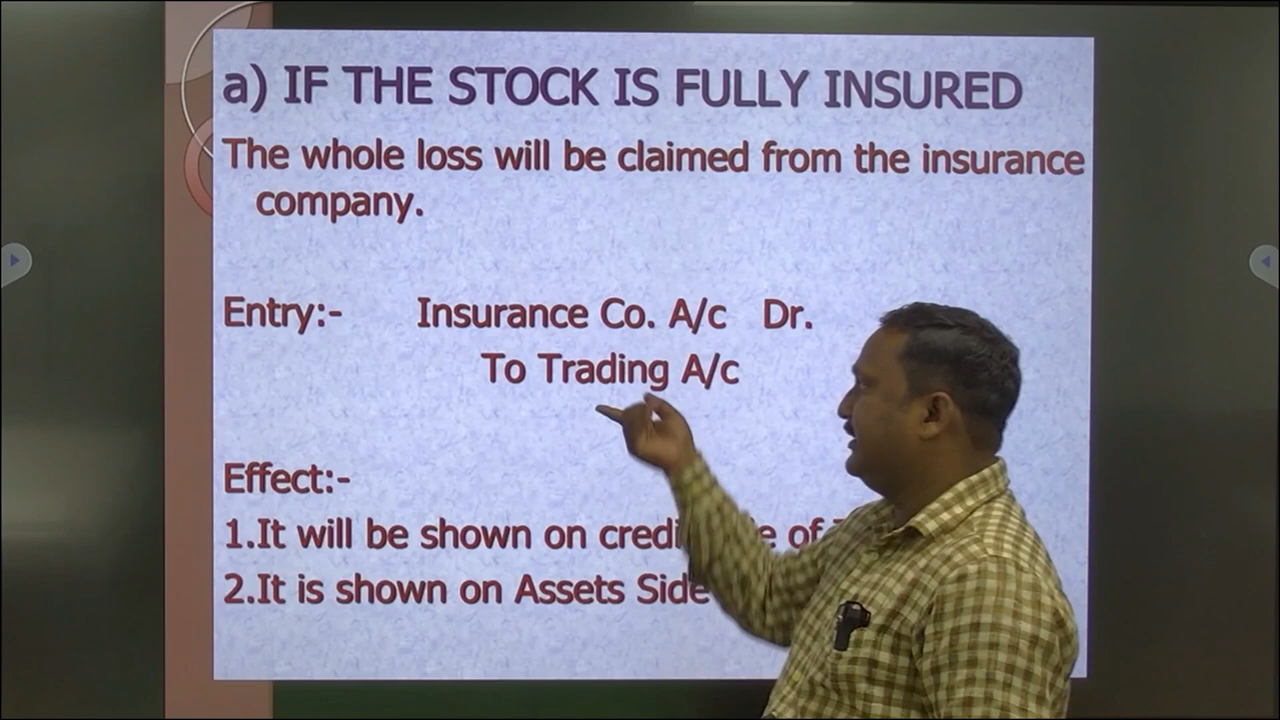 a) IF THE STOCK IS FULLY INSURED
The whole loss will be claimed from the insurance
company.
Entry:- Insurance Co. A/c Dr.
To Trading A/c
Effect:-
1.It will be shown on of
2.It is shown on Assets Side